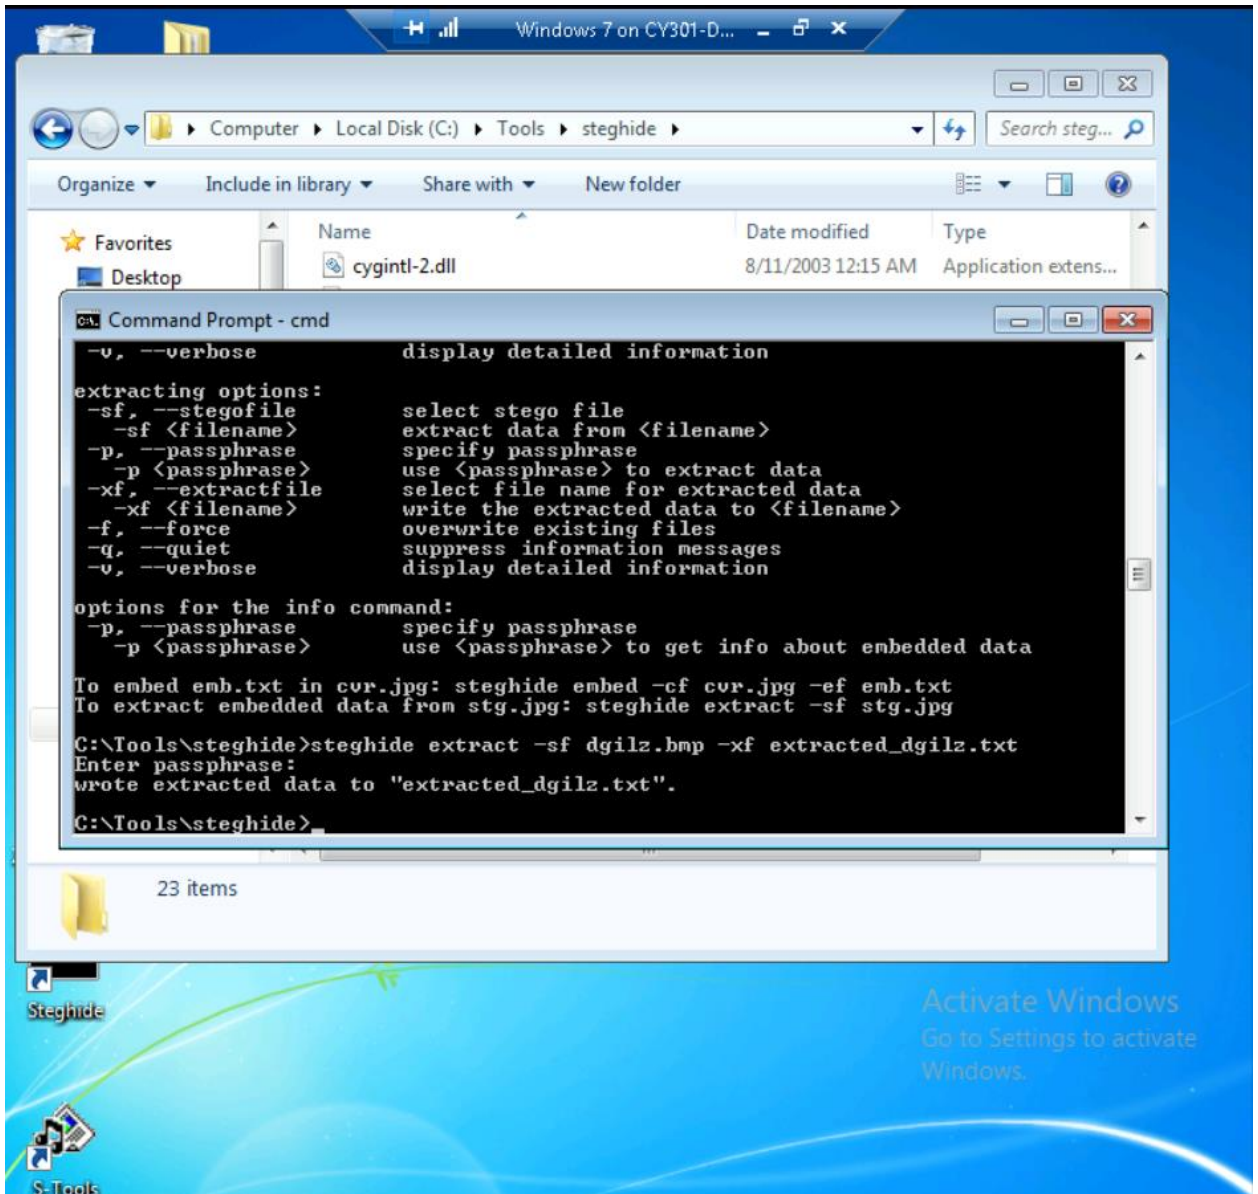 Windows 7 on CY301-D...
Computer Local Disk (C:) Tools steghide
Search steg...
Organize Include in library Share with New folder
Favorites
Desktop
Name Date modified Type
cygintl-2.dll 8/11/2003 12:15 AM Application extens...
Command Prompt - cmd
-v, --verbose display detailed information
extracting options:
-sf, --stegofile select stego file
-sf <filename> extract data from <filename>
-p, --passphrase specify passphrase
-p <passphrase> use <passphrase> to extract data
-xf, --extractfile select file name for extracted data
-xf <filename> write the extracted data to <filename>
-f, --force overwrite existing files
-q, --quiet suppress information messages
-v, --verbose display detailed information
options for the info command:
-p, --passphrase specify passphrase
-p <passphrase> use <passphrase> to get info about embedded data
To embed emb.txt in cvr.jpg: steghide embed -cf cvr.jpg -ef emb.txt
To extract embedded data from stg.jpg: steghide extract -sf stg.jpg
C:\Tools\steghide>steghide extract -sf dgilz.bmp -xf extracted_dgilz.txt
Enter passphrase:
wrote extracted data to "extracted_dgilz.txt".
C:\Tools\steghide>_
23 items
Steghide
Activate Windows
Go to Settings to activate
Windows.
S-Tools